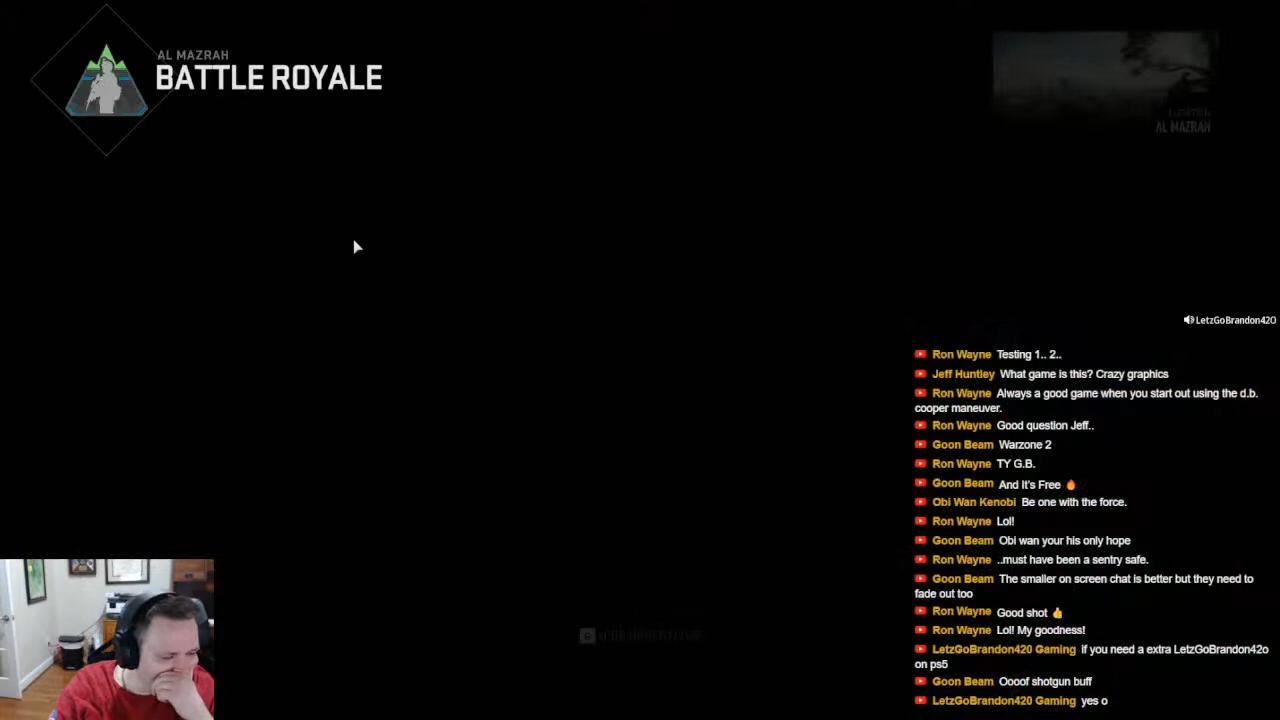 AL MAZRAH
BATTLE ROYALE
AL MAZRAH
LetzGoBrandon420
Ron Wayne Testing 1.. 2..
Jeff Huntley What game is this? Crazy graphics
Ron Wayne Always a good game when you start out using the d.b.
cooper maneuver.
Ron Wayne Good question Jeff..
Goon Beam Warzone 2
Ron Wayne TY G.B.
Goon Beam And It's Free 🔥
Obi Wan Kenobi Be one with the force.
Ron Wayne Lol!
Goon Beam Obi wan your his only hope
Ron Wayne ..must have been a sentry safe.
Goon Beam The smaller on screen chat is better but they need to
fade out too
Ron Wayne Good shot 👍
Ron Wayne Lol! My goodness!
LetzGoBrandon420 Gaming if you need a extra LetzGoBrandon42o
on ps5
Goon Beam Oooof shotgun buff
LetzGoBrandon420 Gaming yes o